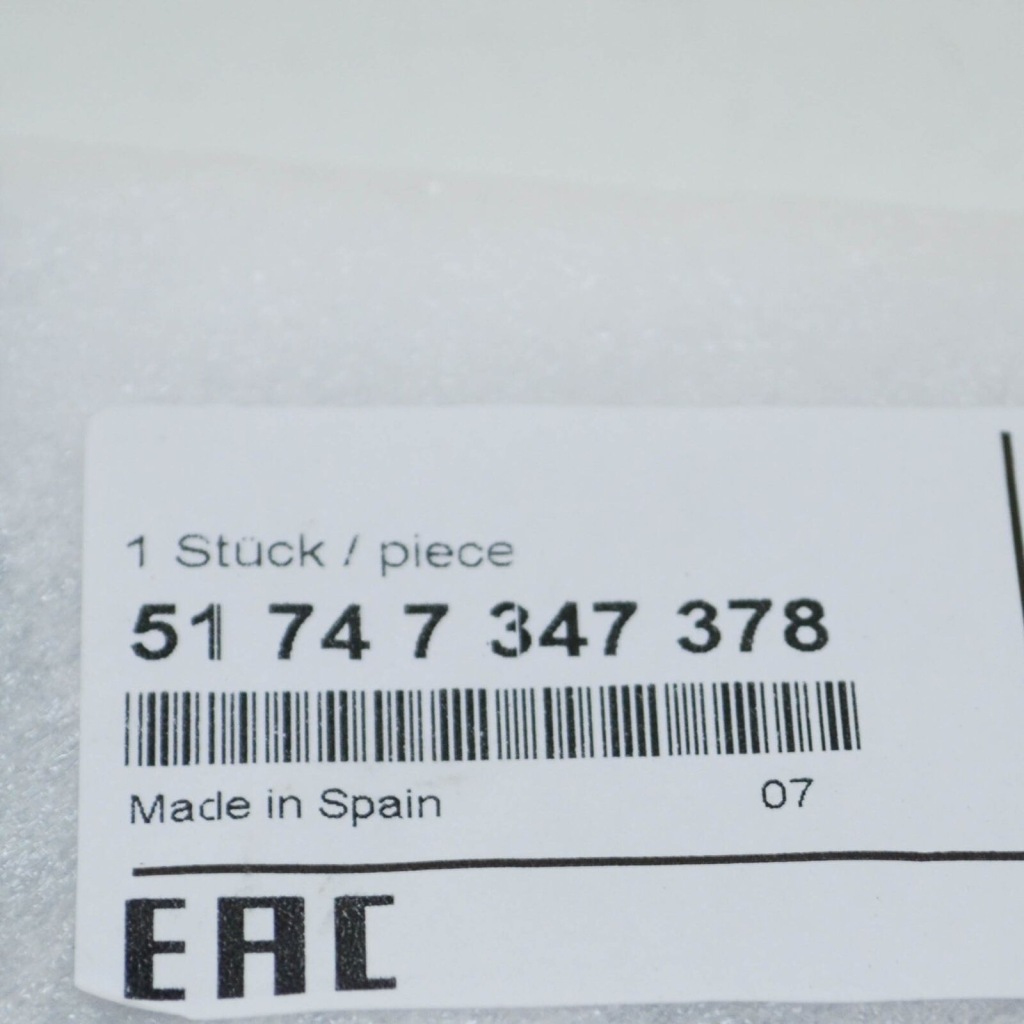 1 Stück / piece
51 74 7 347 378
Made in Spain 07
EAC